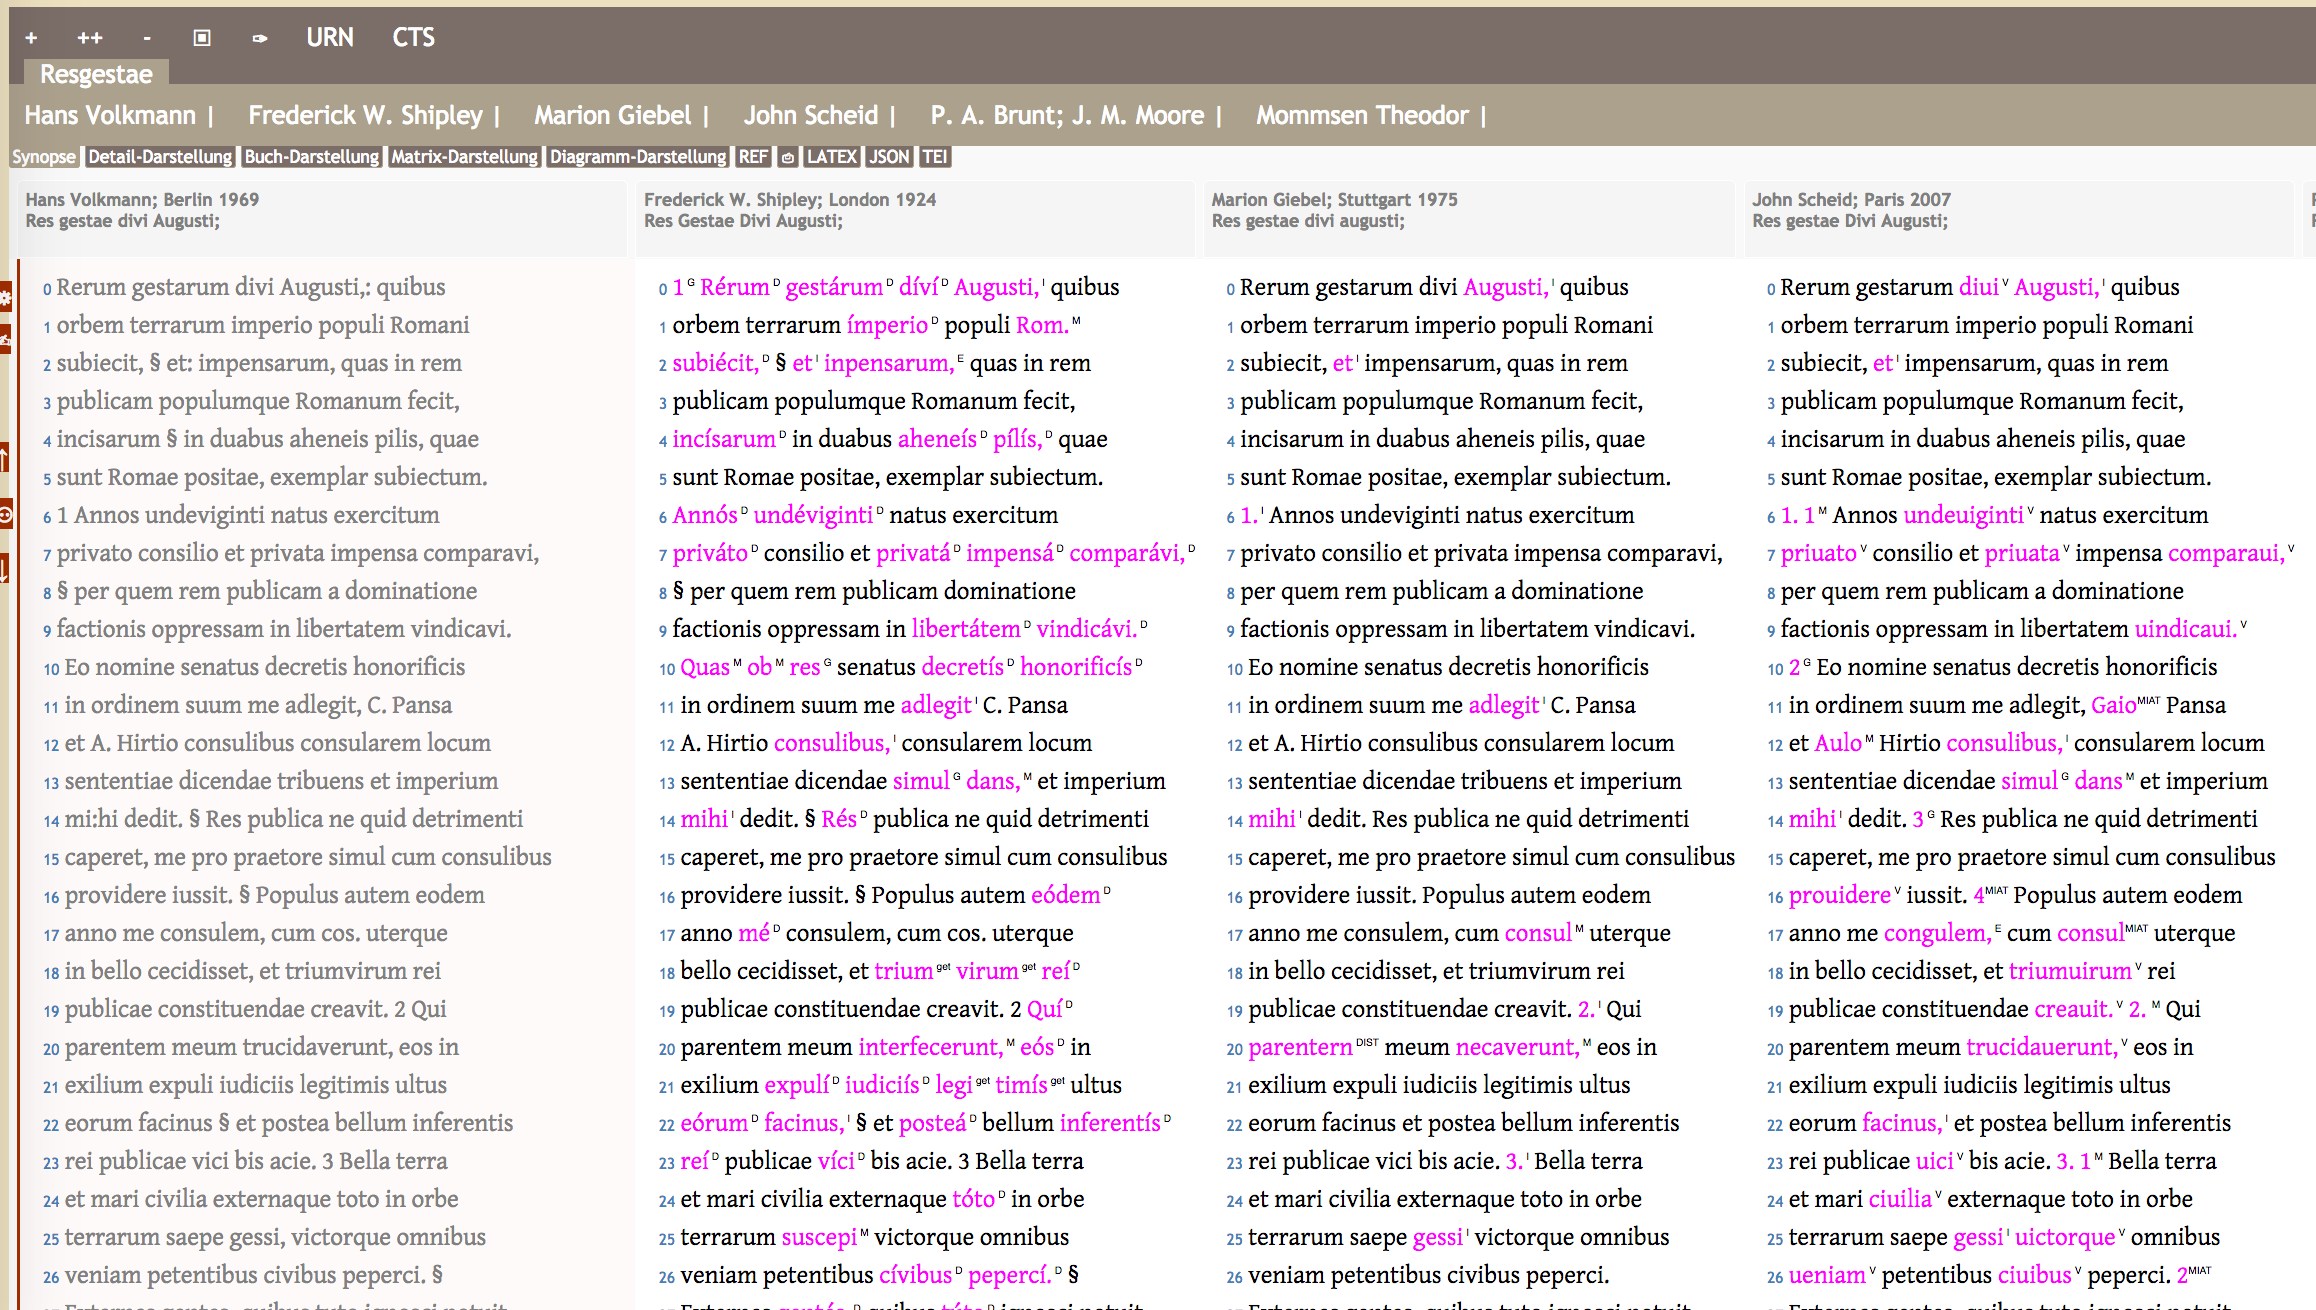 + ++ - URN CTS
Resgestae
Hans Volkmann | Frederick W. Shipley | Marion Giebel | John Scheid | P. A. Brunt; J. M. Moore | Mommsen Theodor |
Synopse Detail-Darstellung Buch-Darstellung Matrix-Darstellung Diagramm-Darstellung REF LATEX JSON TEI
Hans Volkmann; Berlin 1969
Res gestae divi Augusti;
0 Rerum gestarum divi Augusti,: quibus
1 orbem terrarum imperio populi Romani
2 subiecit, § et: impensarum, quas in rem
3 publicam populumque Romanum fecit,
4 incisarum § in duabus aheneis pilis, quae
5 sunt Romae positae, exemplar subiectum.
6 1 Annos undeviginti natus exercitum
7 privato consilio et privata impensa comparavi,
8 § per quem rem publicam a dominatione
9 factionis oppressam in libertatem vindicavi.
10 Eo nomine senatus decretis honorificis
11 in ordinem suum me adlegit, C. Pansa
12 et A. Hirtio consulibus consularem locum
13 sententiae dicendae tribuens et imperium
14 mi:hi dedit. § Res publica ne quid detrimenti
15 caperet, me pro praetore simul cum consulibus
16 providere iussit. § Populus autem eodem
17 anno me consulem, cum cos. uterque
18 in bello cecidisset, et triumvirum rei
19 publicae constituendae creavit. 2 Qui
20 parentem meum trucidaverunt, eos in
21 exilium expuli iudiciis legitimis ultus
22 eorum facinus § et postea bellum inferentis
23 rei publicae vici bis acie. 3 Bella terra
24 et mari civilia externaque toto in orbe
25 terrarum saepe gessi, victorque omnibus
26 veniam petentibus civibus peperci. §
Frederick W. Shipley; London 1924
Res Gestae Divi Augusti;
0 1 G Rérum D gestárum D díví D Augusti, I quibus
1 orbem terrarum ímperio D populi Rom. M
2 subiécit, D § et I inpensarum, E quas in rem
3 publicam populumque Romanum fecit,
4 incísarum D in duabus aheneís D pílís, D quae
5 sunt Romae positae, exemplar subiectum.
6 Annós D undéviginti D natus exercitum
7 priváto D consilio et privatá D impensá D comparávi, D
8 § per quem rem publicam dominatione
9 factionis oppressam in libertátem D vindicávi. D
10 Quas M ob M res G senatus decretís D honorificís D
11 in ordinem suum me adlegit I C. Pansa
12 A. Hirtio consulibus, I consularem locum
13 sententiae dicendae simul G dans, M et imperium
14 mihi I dedit. § Rés D publica ne quid detrimenti
15 caperet, me pro praetore simul cum consulibus
16 providere iussit. § Populus autem eódem D
17 anno mé D consulem, cum cos. uterque
18 bello cecidisset, et trium get virum get reí D
19 publicae constituendae creavit. 2 Quí D
20 parentem meum interfecerunt, M eós D in
21 exilium expulí D iudiciís D legi get timís get ultus
22 eórum D facinus, I § et posteá D bellum inferentís D
23 reí D publicae víci D bis acie. 3 Bella terra
24 et mari civilia externaque tóto D in orbe
25 terrarum suscepi M victorque omnibus
26 veniam petentibus cívibus D pepercí. D §
Marion Giebel; Stuttgart 1975
Res gestae divi augusti;
0 Rerum gestarum divi Augusti, I quibus
1 orbem terrarum imperio populi Romani
2 subiecit, et I impensarum, quas in rem
3 publicam populumque Romanum fecit,
4 incisarum in duabus aheneis pilis, quae
5 sunt Romae positae, exemplar subiectum.
6 1. I Annos undeviginti natus exercitum
7 privato consilio et privata impensa comparavi,
8 per quem rem publicam a dominatione
9 factionis oppressam in libertatem vindicavi.
10 Eo nomine senatus decretis honorificis
11 in ordinem suum me adlegit I C. Pansa
12 et A. Hirtio consulibus consularem locum
13 sententiae dicendae tribuens et imperium
14 mihi I dedit. Res publica ne quid detrimenti
15 caperet, me pro praetore simul cum consulibus
16 providere iussit. Populus autem eodem
17 anno me consulem, cum consul M uterque
18 in bello cecidisset, et triumvirum rei
19 publicae constituendae creavit. 2. I Qui
20 parentern DIST meum necaverunt, M eos in
21 exilium expuli iudiciis legitimis ultus
22 eorum facinus et postea bellum inferentis
23 rei publicae vici bis acie. 3. I Bella terra
24 et mari civilia externaque toto in orbe
25 terrarum saepe gessi I victorque omnibus
26 veniam petentibus civibus peperci.
John Scheid; Paris 2007
Res gestae Divi Augusti;
0 Rerum gestarum diui V Augusti, I quibus
1 orbem terrarum imperio populi Romani
2 subiecit, et I impensarum, quas in rem
3 publicam populumque Romanum fecit,
4 incisarum in duabus aheneis pilis, quae
5 sunt Romae positae, exemplar subiectum.
6 1. 1 M Annos undeuiginti V natus exercitum
7 priuato V consilio et priuata V impensa comparaui, V
8 per quem rem publicam a dominatione
9 factionis oppressam in libertatem uindicaui. V
10 2 G Eo nomine senatus decretis honorificis
11 in ordinem suum me adlegit, Gaio MIAT Pansa
12 et Aulo M Hirtio consulibus, I consularem locum
13 sententiae dicendae simul G dans M et imperium
14 mihi I dedit. 3 G Res publica ne quid detrimenti
15 caperet, me pro praetore simul cum consulibus
16 prouidere V iussit. 4 MIAT Populus autem eodem
17 anno me congulem, E cum consul MIAT uterque
18 in bello cecidisset, et triumuirum V rei
19 publicae constituendae creauit. V 2. M Qui
20 parentem meum trucidauerunt, V eos in
21 exilium expuli iudiciis legitimis ultus
22 eorum facinus, I et postea bellum inferentis
23 rei publicae uici V bis acie. 3. 1 M Bella terra
24 et mari ciuilia V externaque toto in orbe
25 terrarum saepe gessi I uictorque V omnibus
26 ueniam V petentibus ciuibus V peperci. 2 MIAT